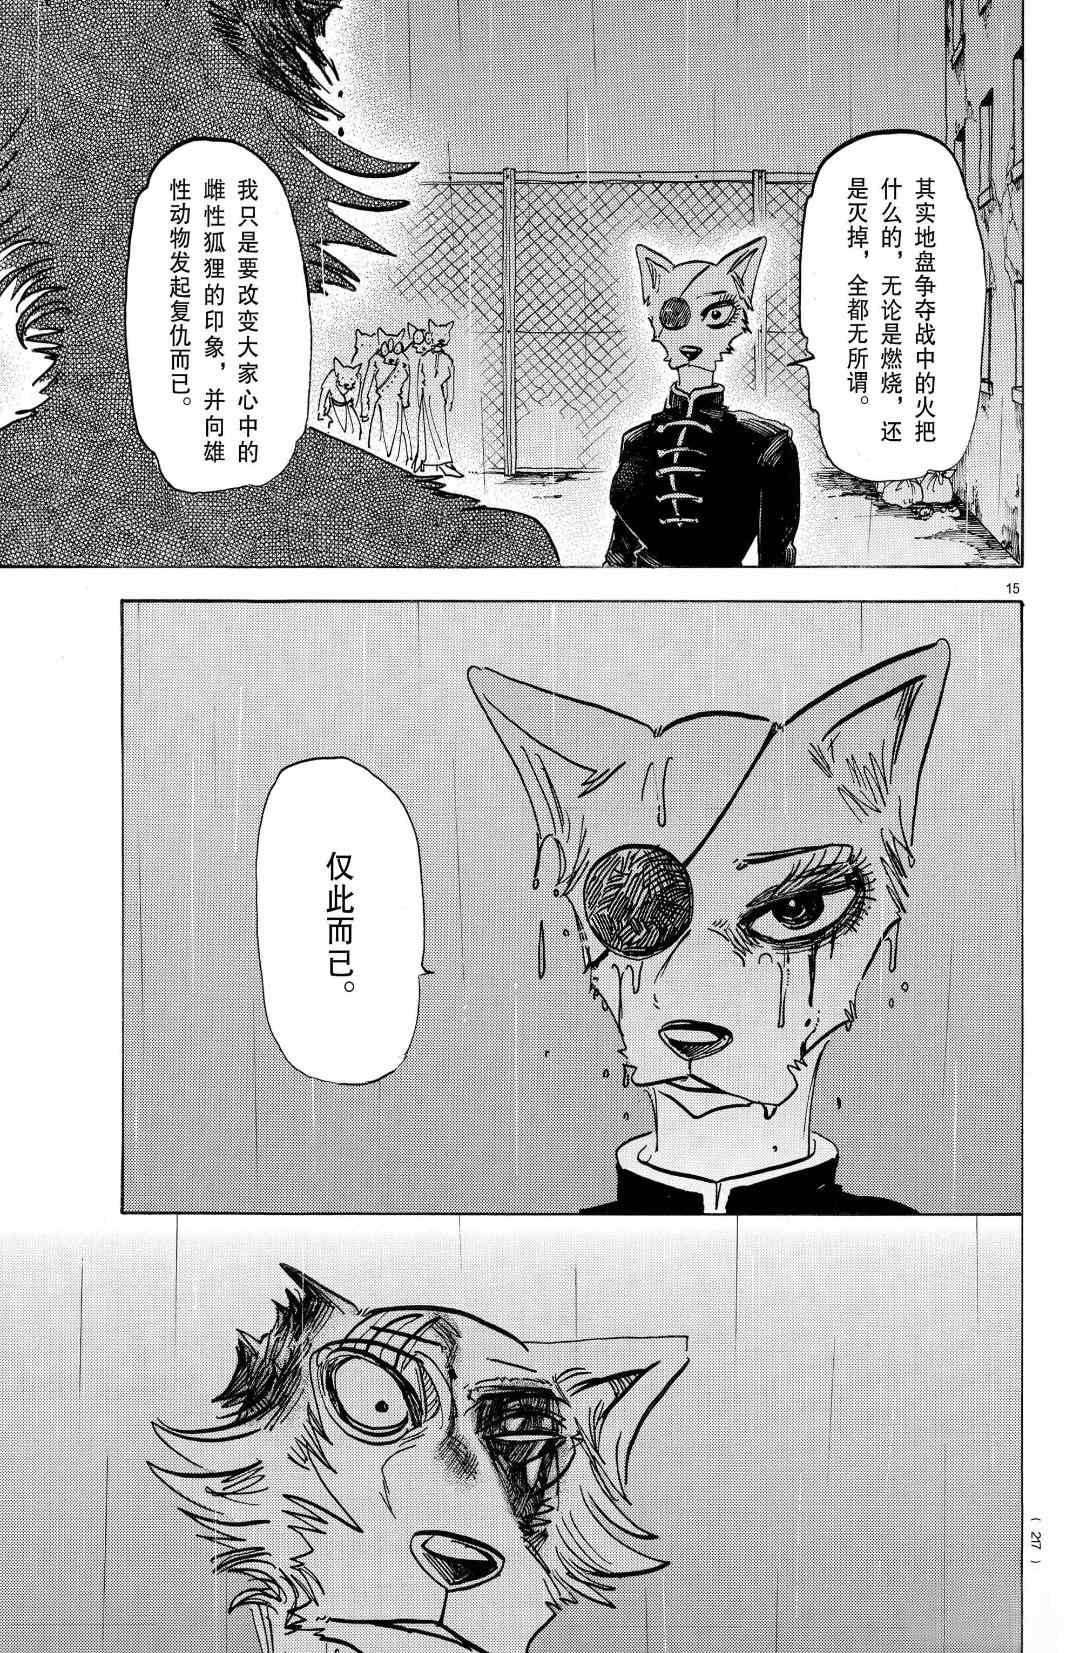 其实地盘争夺战中的火把
什么的，无论是燃烧，还
是灭掉，全都无所谓。
我只是要改变大家心中的
雌性狐狸的印象，并向雄
性动物发起复仇而已。
15
仅此而已。
( 217 )